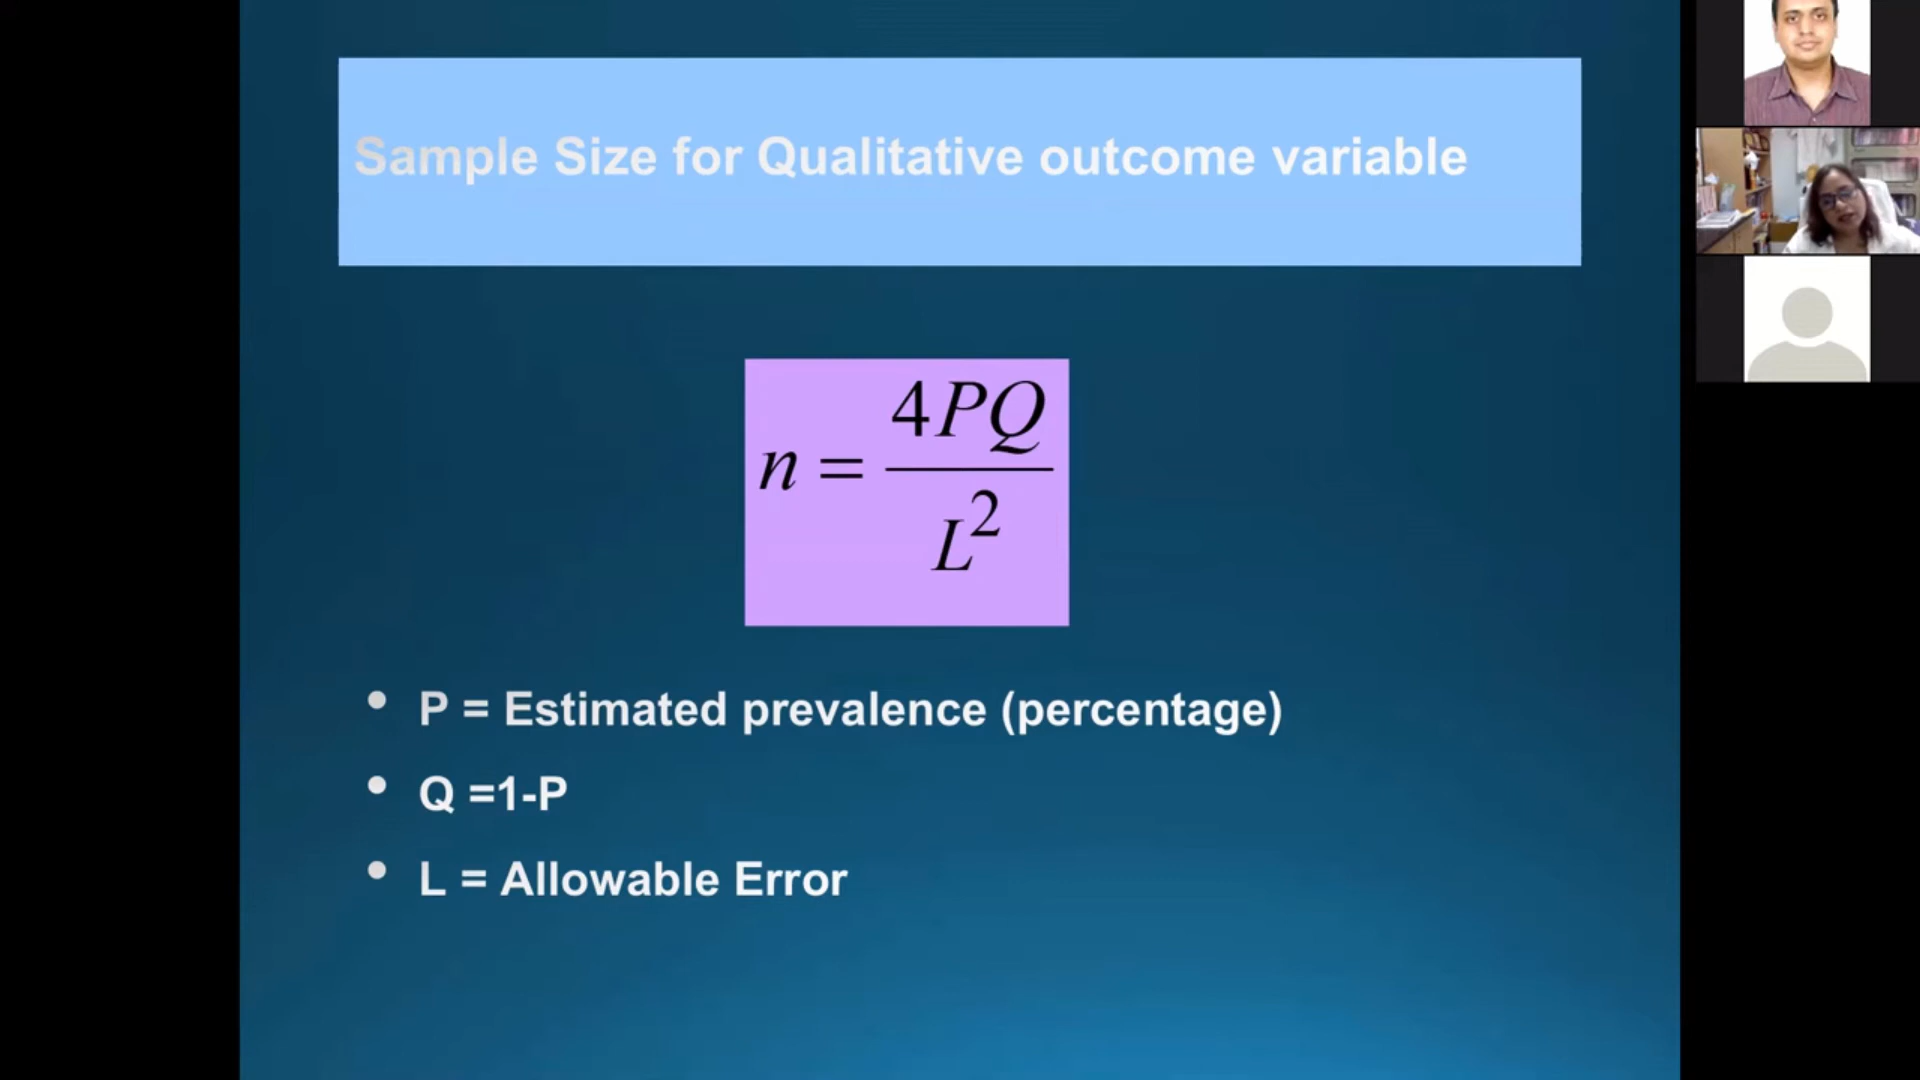 Sample Size for Qualitative outcome variable
n = 4PQ / L²
• P = Estimated prevalence (percentage)
• Q =1-P
• L = Allowable Error